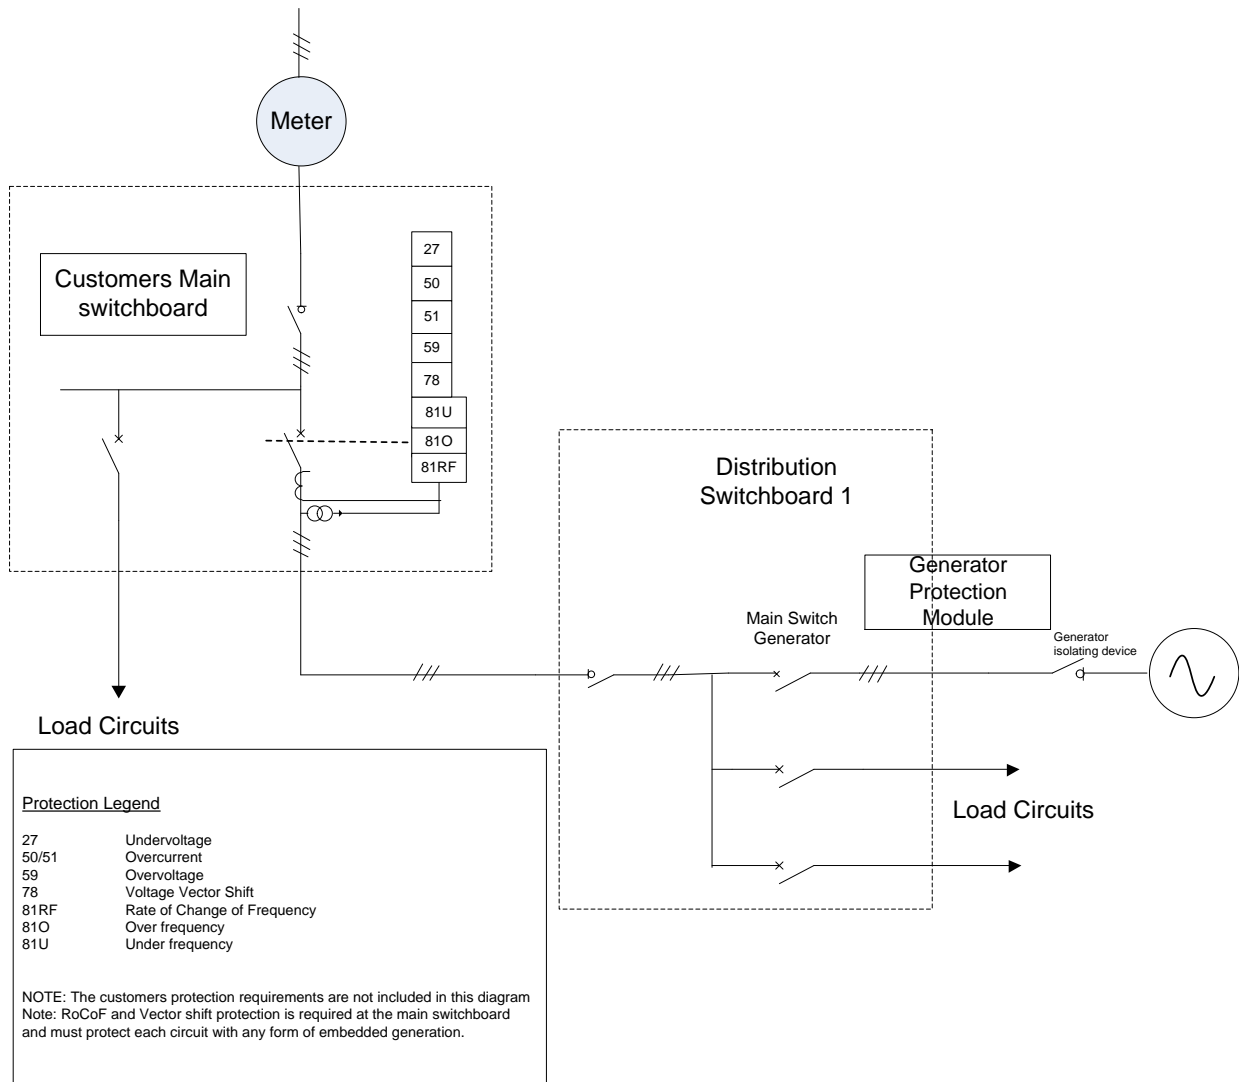 Meter
Customers Main
switchboard
27
50
51
59
78
81U
81O
81RF
Distribution
Switchboard 1
Generator
Protection
Module
Main Switch
Generator
Generator
isolating device
Load Circuits
Load Circuits
Protection Legend
27 Undervoltage
50/51 Overcurrent
59 Overvoltage
78 Voltage Vector Shift
81RF Rate of Change of Frequency
81O Over frequency
81U Under frequency
NOTE: The customers protection requirements are not included in this diagram
Note: RoCoF and Vector shift protection is required at the main switchboard
and must protect each circuit with any form of embedded generation.